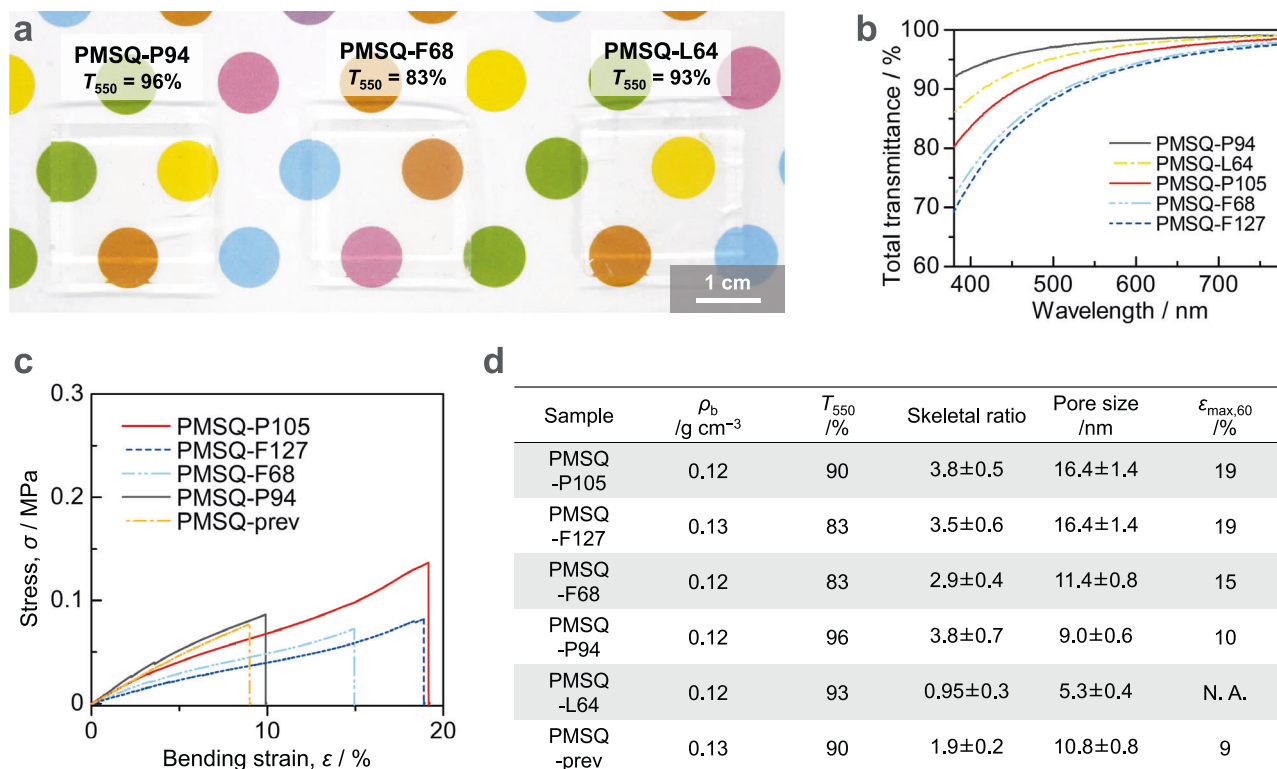 a
PMSQ-P94
T550 = 96%
PMSQ-F68
T550 = 83%
PMSQ-L64
T550 = 93%
1 cm
b
Total transmittance / %
100
90
80
70
60
PMSQ-P94
PMSQ-L64
PMSQ-P105
PMSQ-F68
PMSQ-F127
400 500 600 700
Wavelength / nm
c
Stress, σ / MPa
0.3
0.2
0.1
0
PMSQ-P105
PMSQ-F127
PMSQ-F68
PMSQ-P94
PMSQ-prev
0 10 20
Bending strain, ε / %
d
Sample ρb /g cm−3 T550 /% Skeletal ratio Pore size /nm εmax,60 /%
PMSQ-P105 0.12 90 3.8±0.5 16.4±1.4 19
PMSQ-F127 0.13 83 3.5±0.6 16.4±1.4 19
PMSQ-F68 0.12 83 2.9±0.4 11.4±0.8 15
PMSQ-P94 0.12 96 3.8±0.7 9.0±0.6 10
PMSQ-L64 0.12 93 0.95±0.3 5.3±0.4 N. A.
PMSQ-prev 0.13 90 1.9±0.2 10.8±0.8 9